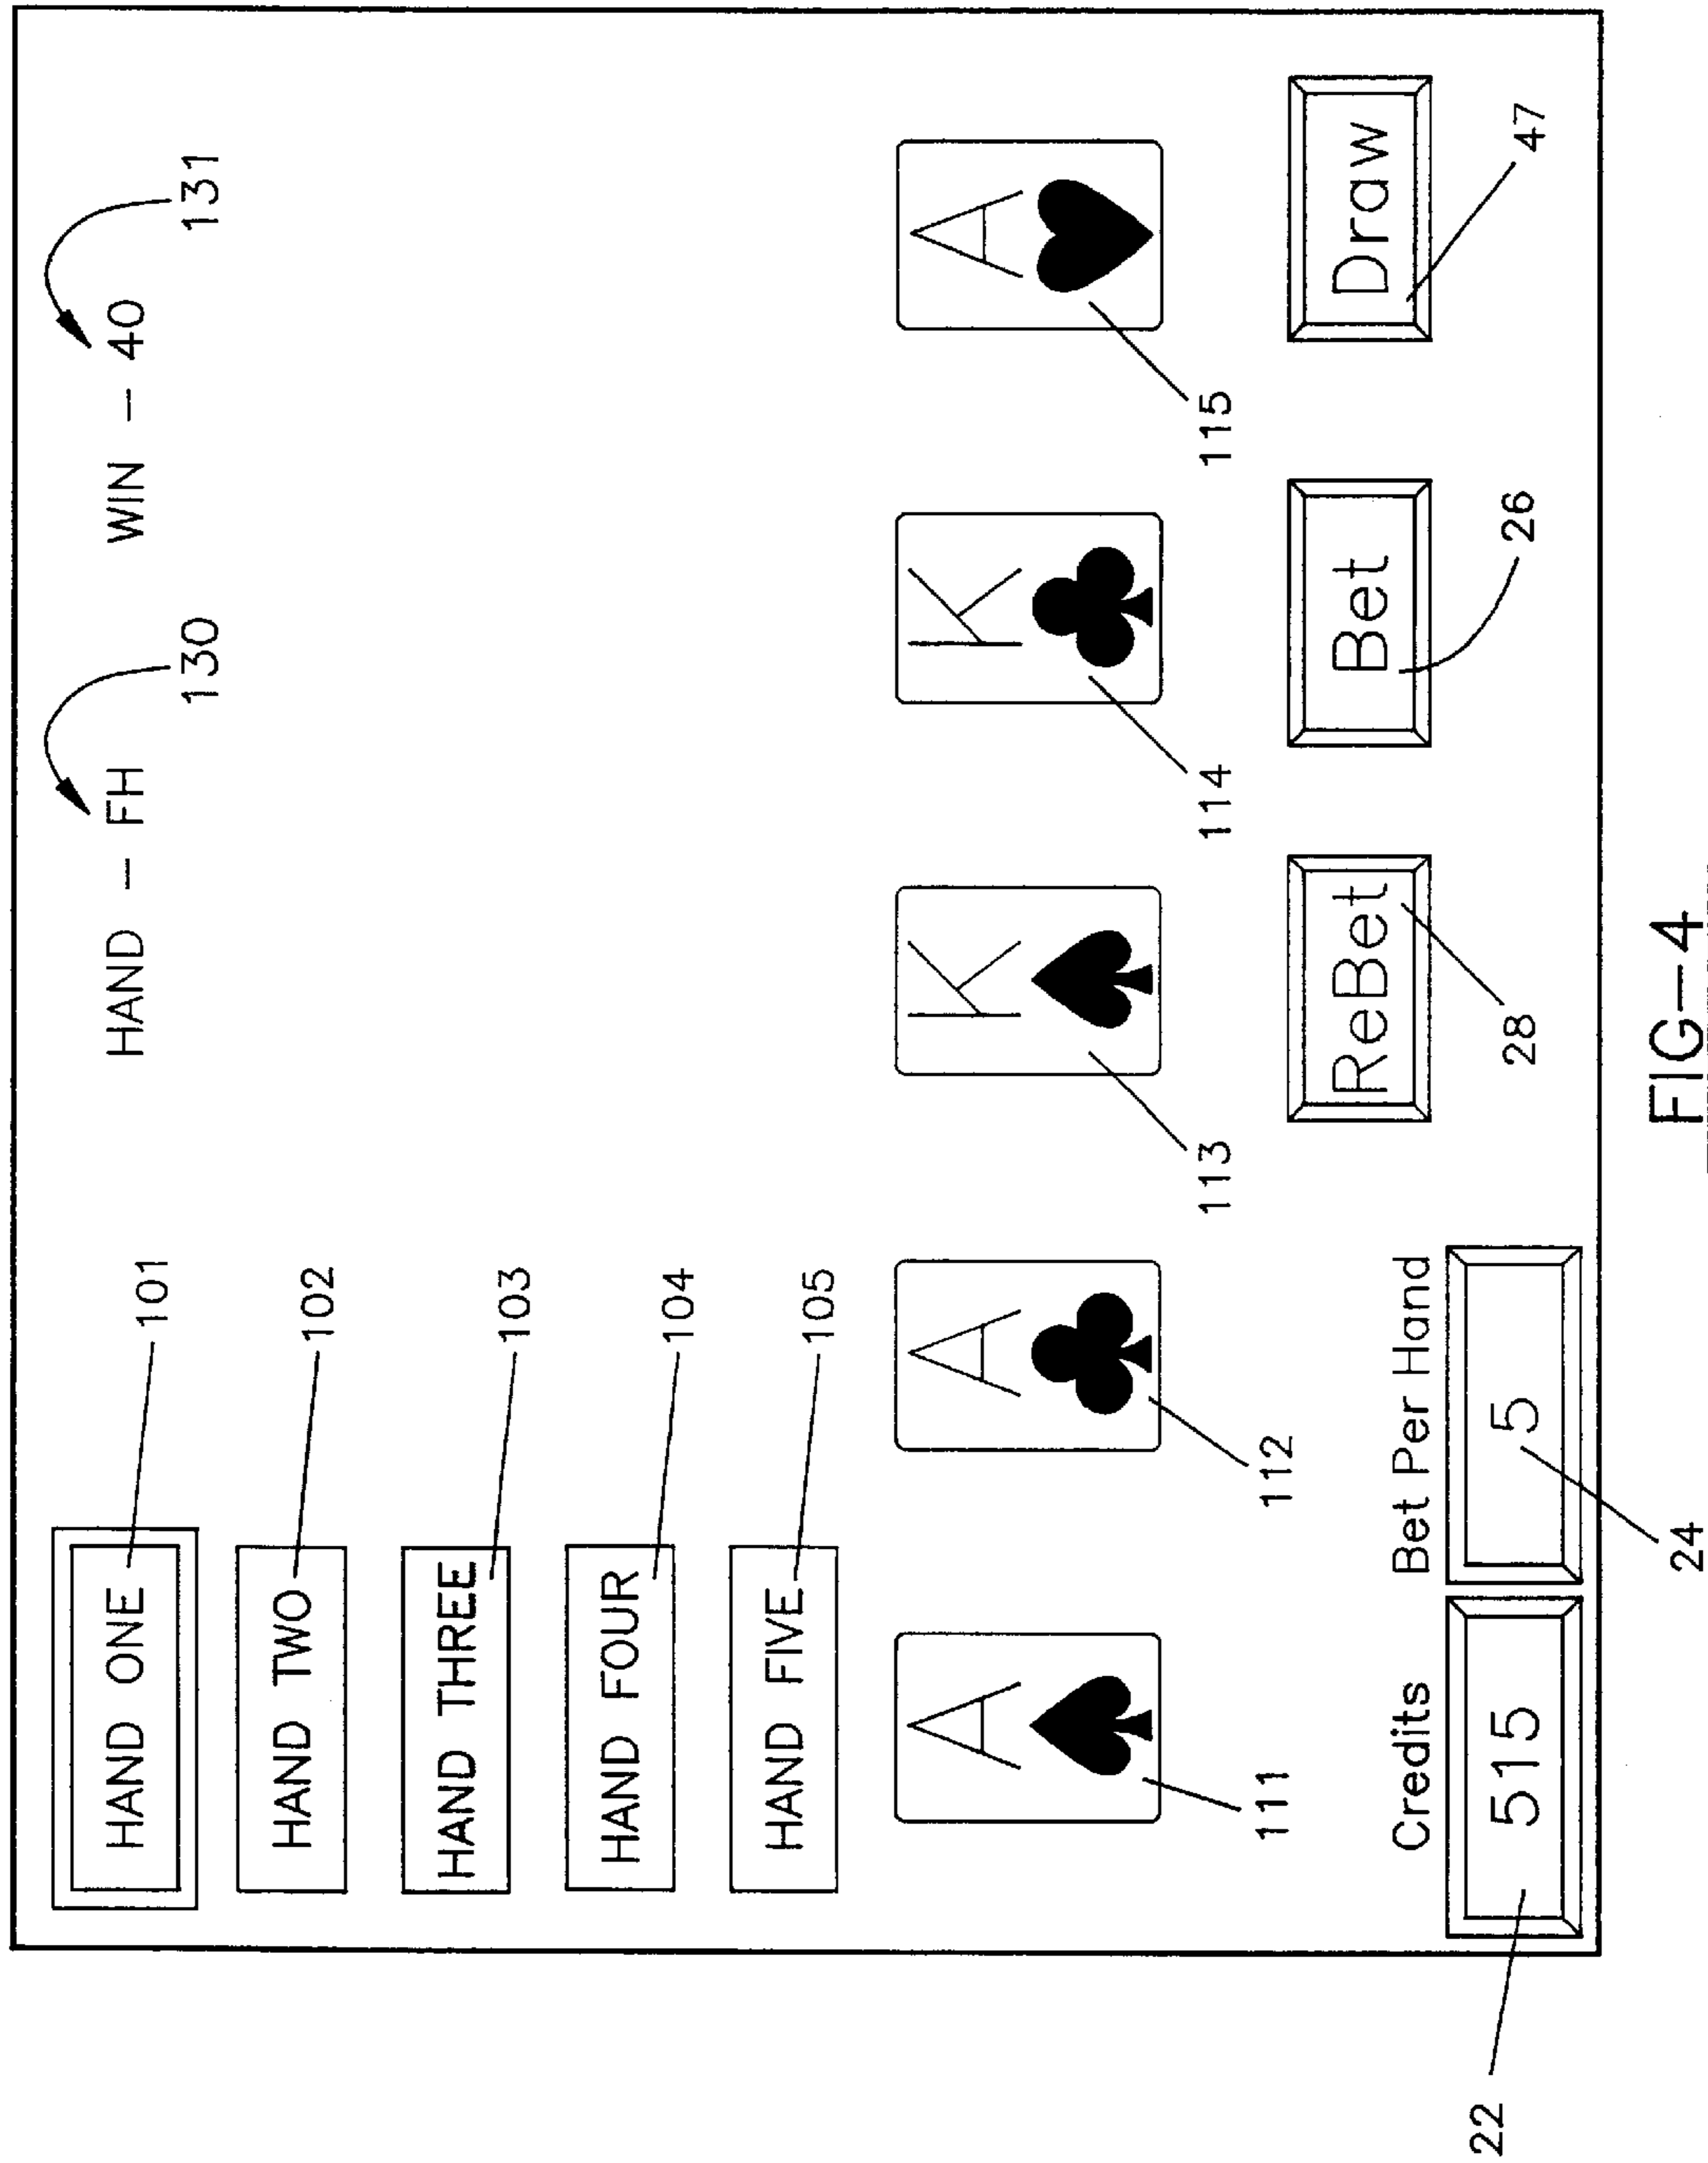 HAND ONE
101
HAND – FH
130
WIN – 40
131
HAND TWO
102
HAND THREE
103
HAND FOUR
104
HAND FIVE
105
A
A
K
K
A
111
112
113
114
115
ReBet
Bet
Draw
28
26
47
Credits
Bet Per Hand
515
5
22
24
FIG–4